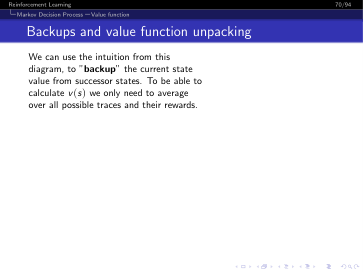 Reinforcement Learning 70/94
Markov Decision Process Value function
Backups and value function unpacking
We can use the intuition from this
diagram, to "backup" the current state
value from successor states. To be able to
calculate v(s) we only need to average
over all possible traces and their rewards.